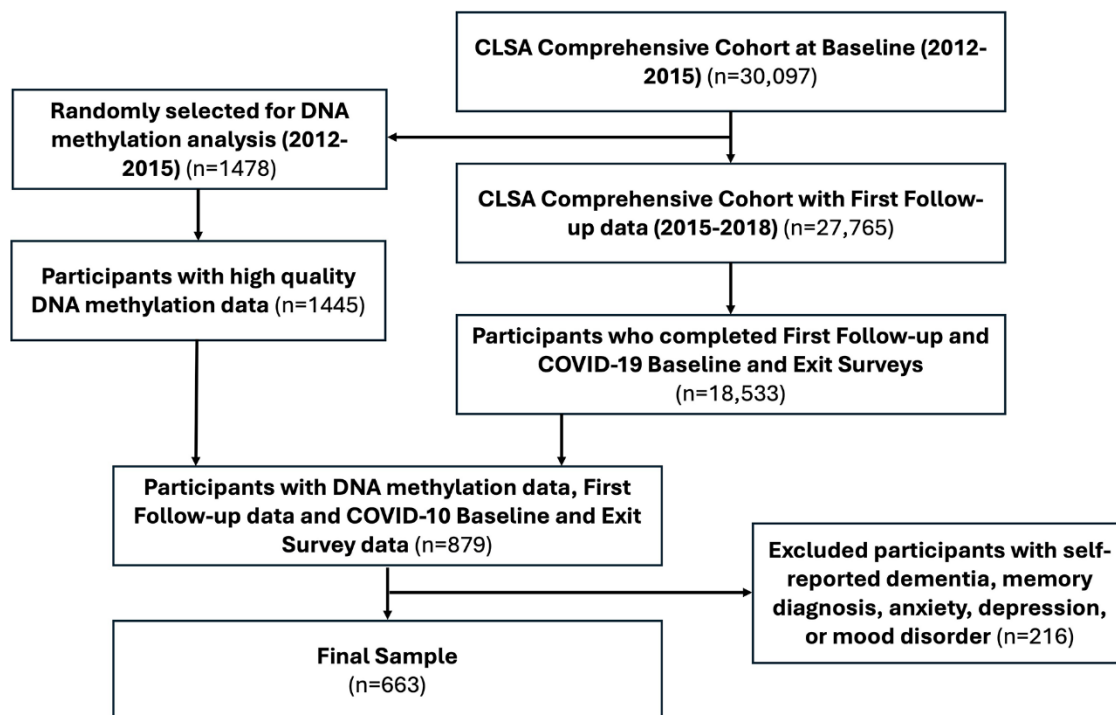 CLSA Comprehensive Cohort at Baseline (2012-
2015) (n=30,097)
Randomly selected for DNA
methylation analysis (2012-
2015) (n=1478)
CLSA Comprehensive Cohort with First Follow-
up data (2015-2018) (n=27,765)
Participants with high quality
DNA methylation data (n=1445)
Participants who completed First Follow-up and
COVID-19 Baseline and Exit Surveys
(n=18,533)
Participants with DNA methylation data, First
Follow-up data and COVID-10 Baseline and Exit
Survey data (n=879)
Excluded participants with self-
reported dementia, memory
diagnosis, anxiety, depression,
or mood disorder (n=216)
Final Sample
(n=663)